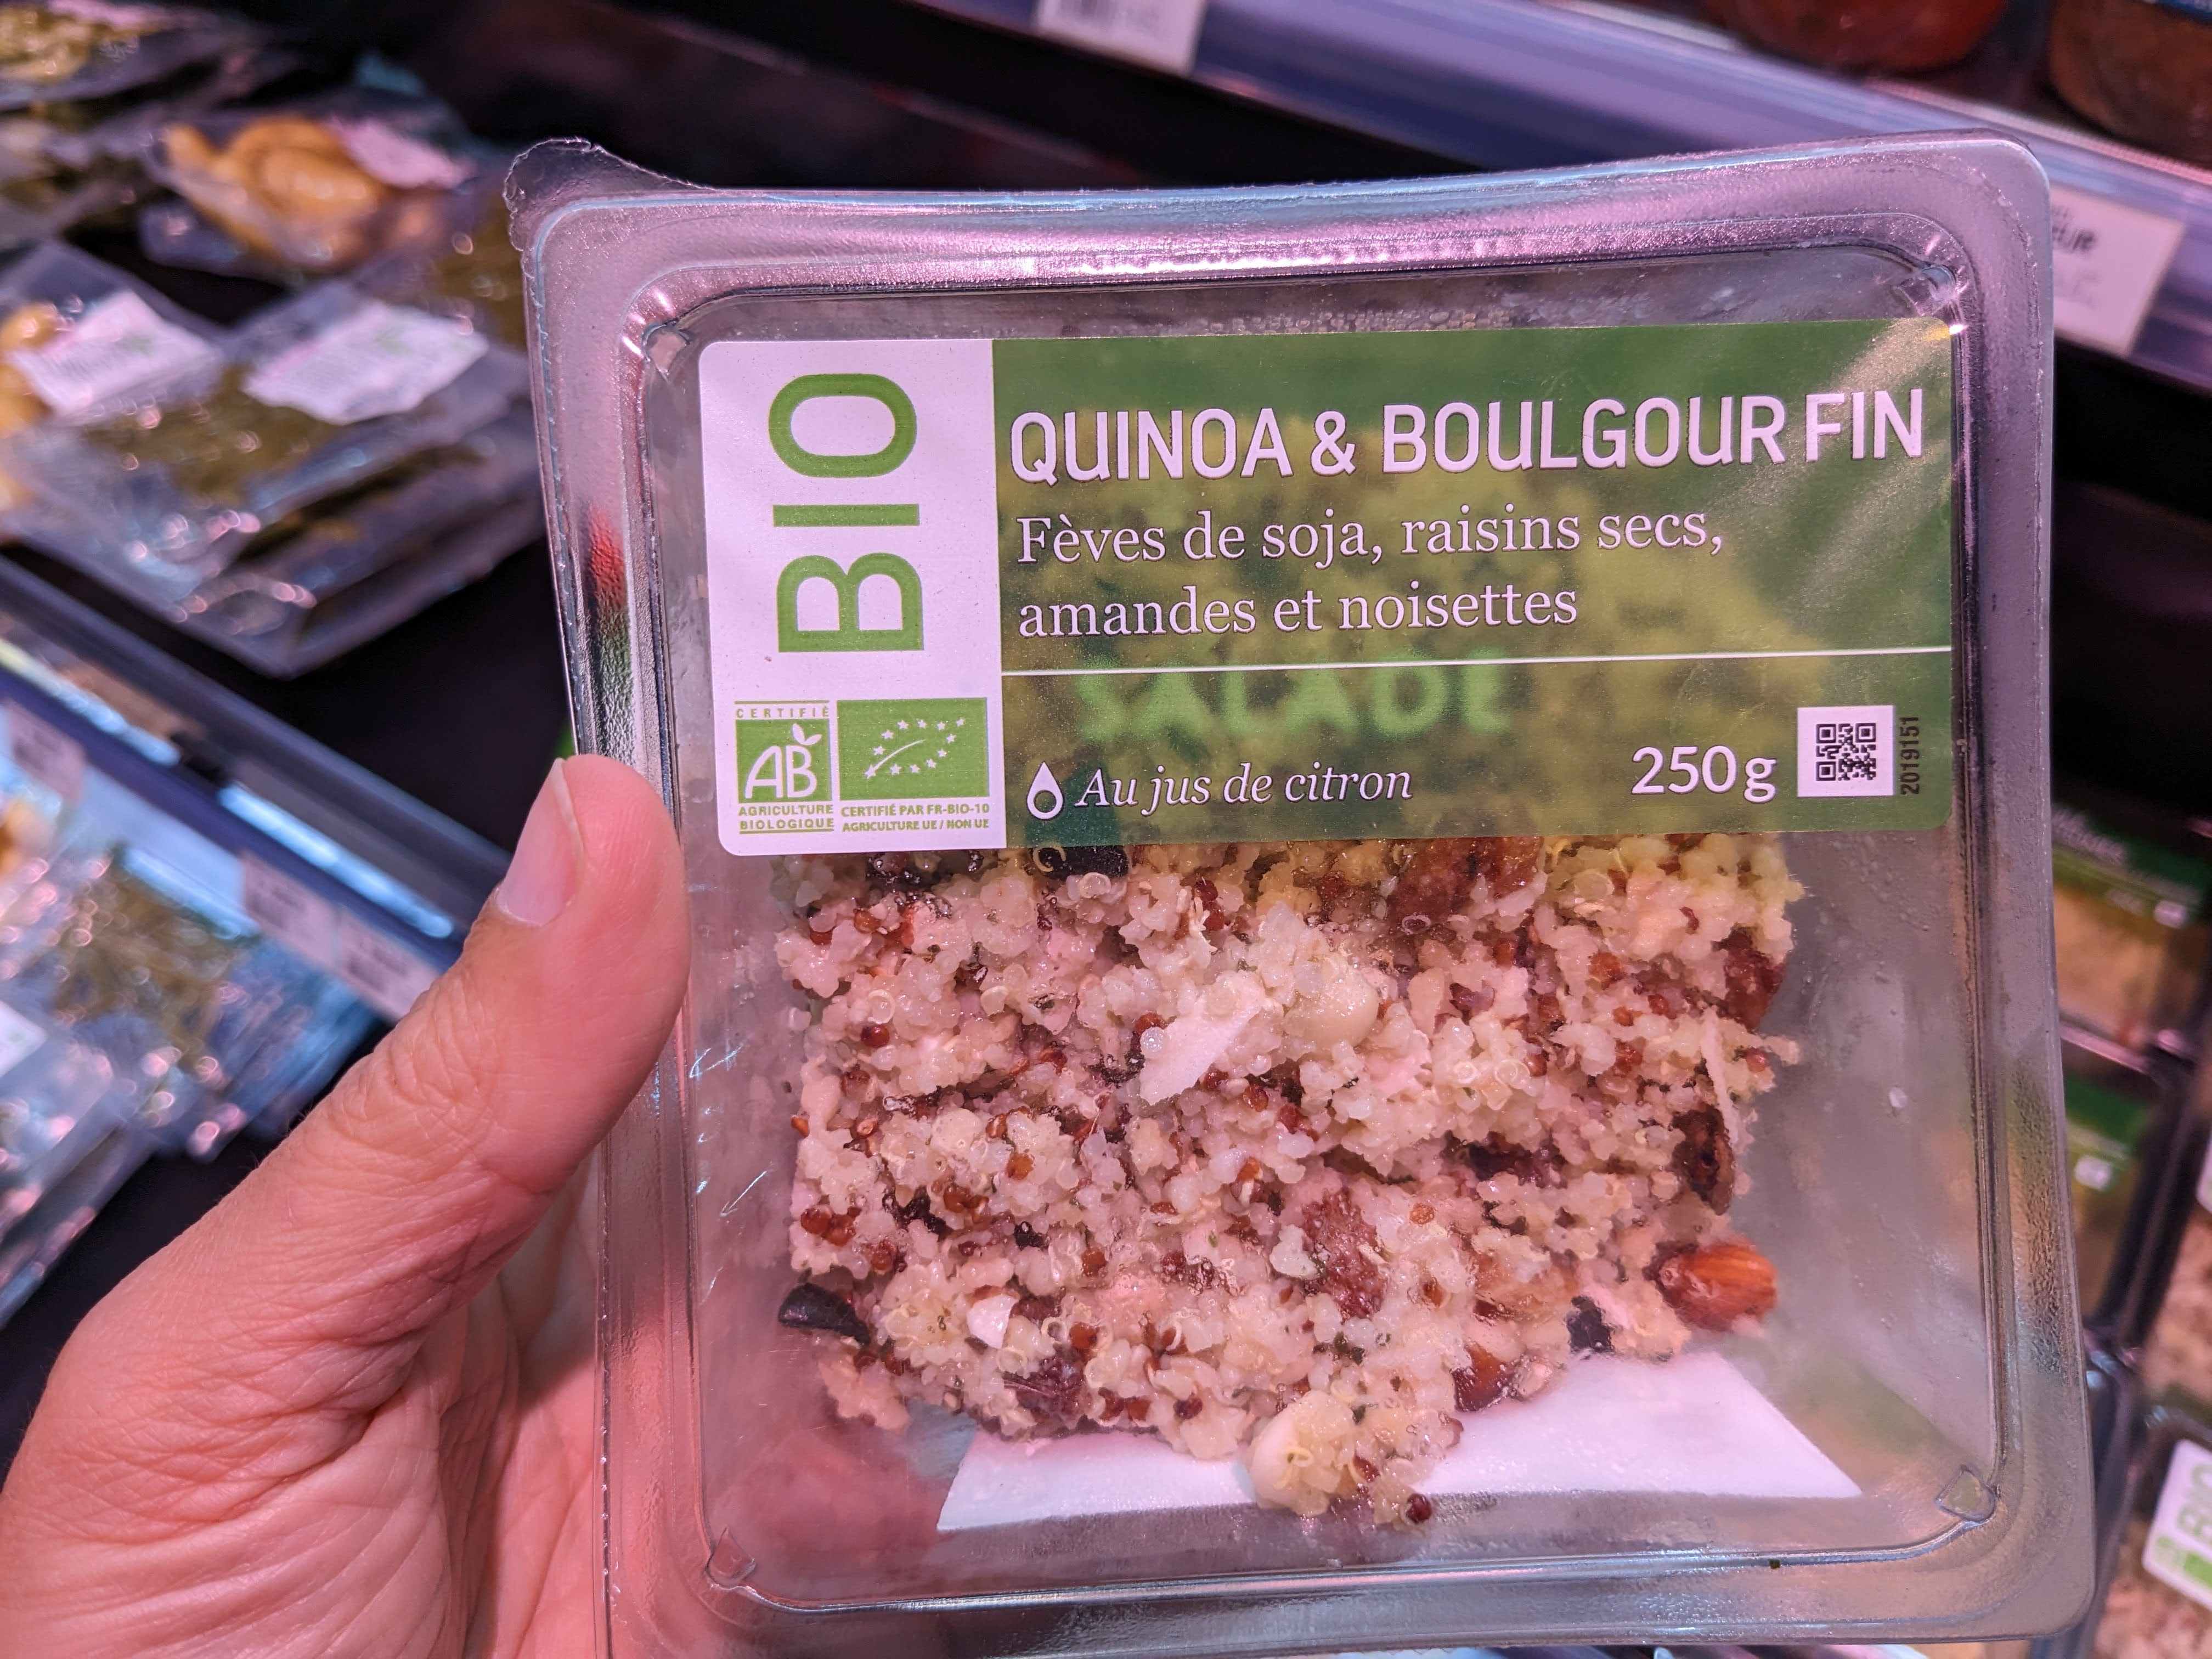 BIO
QUINOA & BOULGOUR FIN
Fèves de soja, raisins secs,
amandes et noisettes
SALADE
Au jus de citron
250g
2019151
CERTIFIÉ
AB
AGRICULTURE
BIOLOGIQUE
CERTIFIÉ PAR FR-BIO-10
AGRICULTURE UE / NON UE
BIO